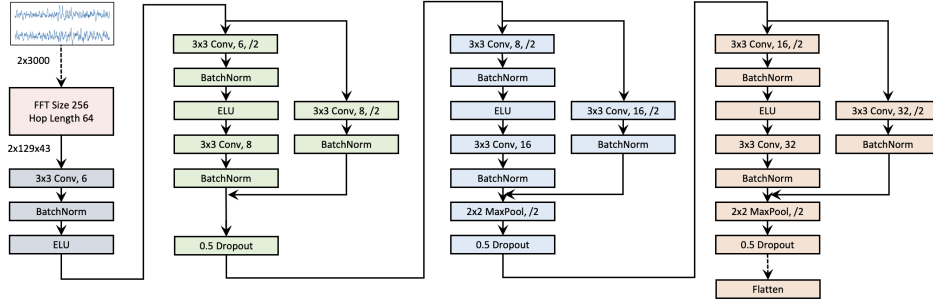 2x3000
FFT Size 256
Hop Length 64
2x129x43
3x3 Conv, 6
BatchNorm
ELU
3x3 Conv, 6, /2
BatchNorm
ELU
3x3 Conv, 8
BatchNorm
3x3 Conv, 8, /2
BatchNorm
0.5 Dropout
3x3 Conv, 8, /2
BatchNorm
ELU
3x3 Conv, 16
BatchNorm
3x3 Conv, 16, /2
BatchNorm
2x2 MaxPool, /2
0.5 Dropout
3x3 Conv, 16, /2
BatchNorm
ELU
3x3 Conv, 32
BatchNorm
3x3 Conv, 32, /2
BatchNorm
2x2 MaxPool, /2
0.5 Dropout
Flatten